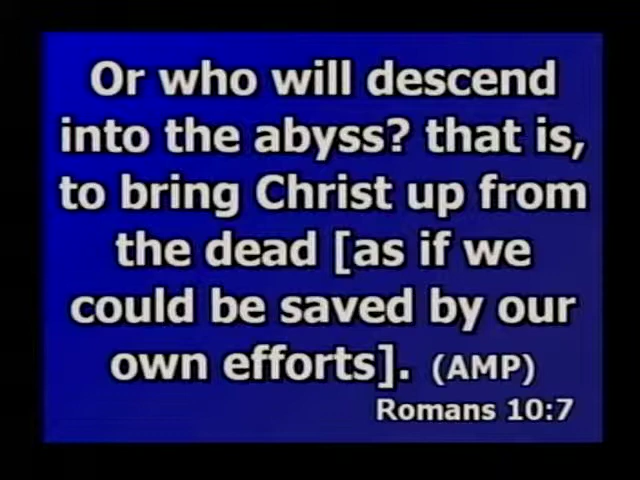 Or who will descend
into the abyss? that is,
to bring Christ up from
the dead [as if we
could be saved by our
own efforts]. (AMP)
Romans 10:7